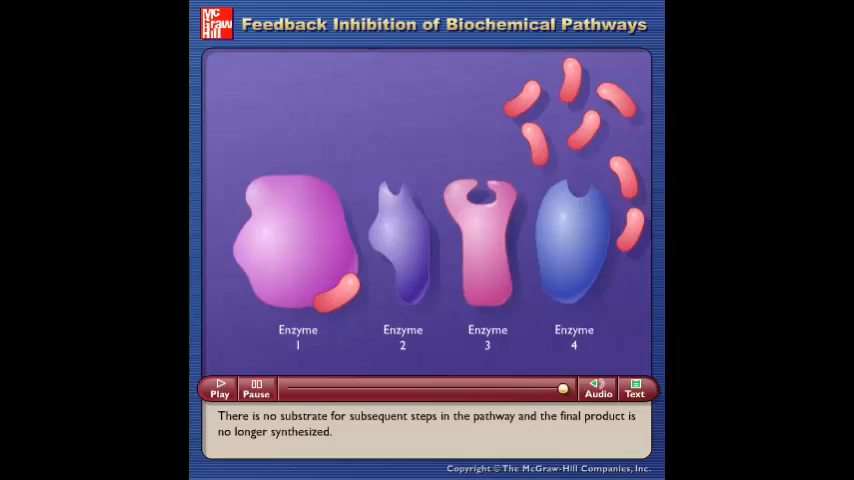 Mc
Graw
Hill
Feedback Inhibition of Biochemical Pathways
Enzyme
1
Enzyme
2
Enzyme
3
Enzyme
4
Play
Pause
Audio
Text
There is no substrate for subsequent steps in the pathway and the final product is
no longer synthesized.
Copyright © The McGraw-Hill Companies, Inc.